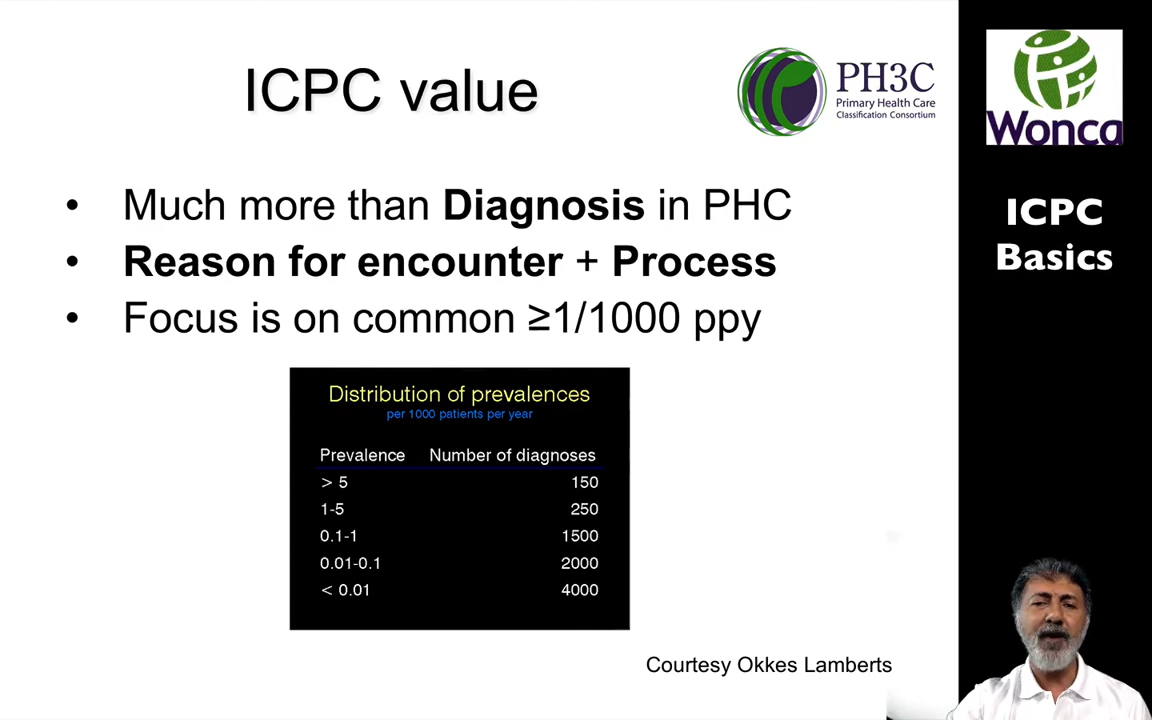 ICPC value
PH3C
Primary Health Care
Classification Consortium
Wonca
ICPC
Basics
• Much more than Diagnosis in PHC
• Reason for encounter + Process
• Focus is on common ≥1/1000 ppy
Distribution of prevalences
per 1000 patients per year
Prevalence Number of diagnoses
> 5 150
1-5 250
0.1-1 1500
0.01-0.1 2000
< 0.01 4000
Courtesy Okkes Lamberts